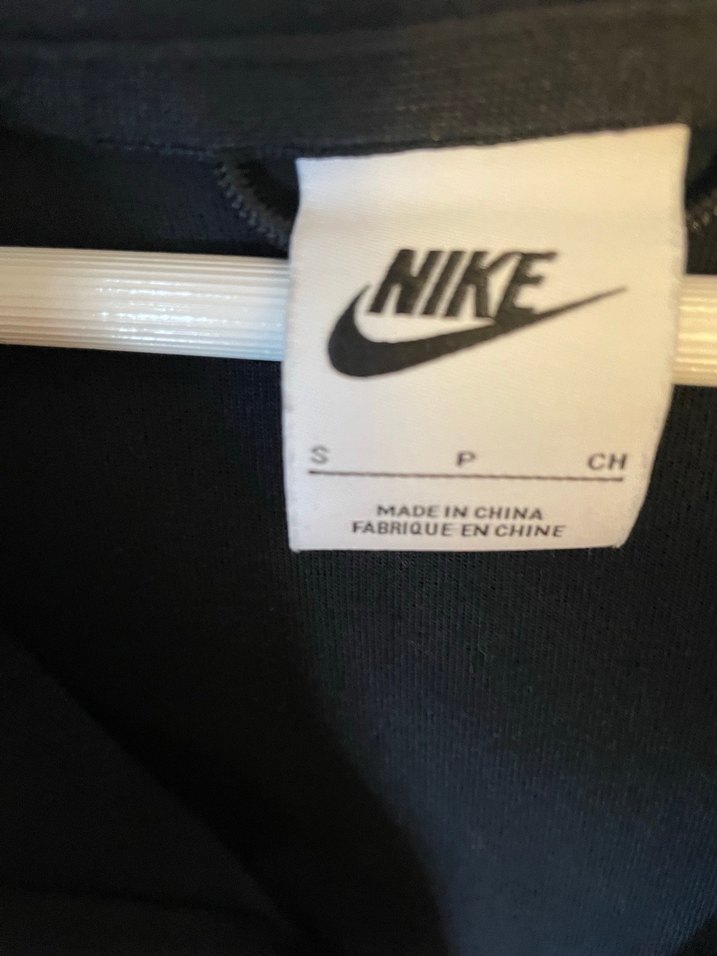 NIKE
S P CH
MADE IN CHINA
FABRIQUE EN CHINE